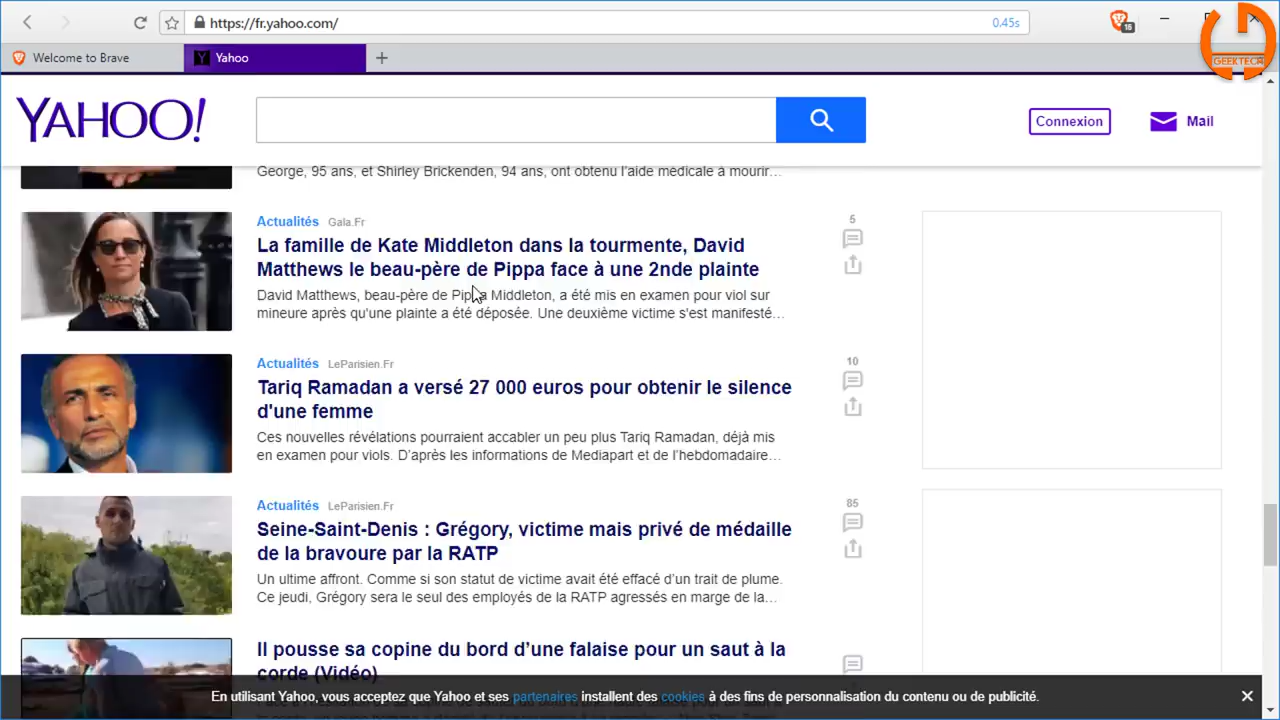 https://fr.yahoo.com/
0.45s
16
Welcome to Brave
Yahoo
GEEKTECH
YAHOO!
Connexion
Mail
George, 95 ans, et Shirley Brickenden, 94 ans, ont obtenu l'aide médicale à mourir…
Actualités Gala.Fr
5
La famille de Kate Middleton dans la tourmente, David
Matthews le beau-père de Pippa face à une 2nde plainte
David Matthews, beau-père de Pippa Middleton, a été mis en examen pour viol sur
mineure après qu'une plainte a été déposée. Une deuxième victime s'est manifesté…
Actualités LeParisien.Fr
10
Tariq Ramadan a versé 27 000 euros pour obtenir le silence
d'une femme
Ces nouvelles révélations pourraient accabler un peu plus Tariq Ramadan, déjà mis
en examen pour viols. D'après les informations de Mediapart et de l'hebdomadaire…
Actualités LeParisien.Fr
85
Seine-Saint-Denis : Grégory, victime mais privé de médaille
de la bravoure par la RATP
Un ultime affront. Comme si son statut de victime avait été effacé d'un trait de plume.
Ce jeudi, Grégory sera le seul des employés de la RATP agressés en marge de la…
Il pousse sa copine du bord d'une falaise pour un saut à la
corde (Vidéo)
En utilisant Yahoo, vous acceptez que Yahoo et ses partenaires installent des cookies à des fins de personnalisation du contenu ou de publicité.